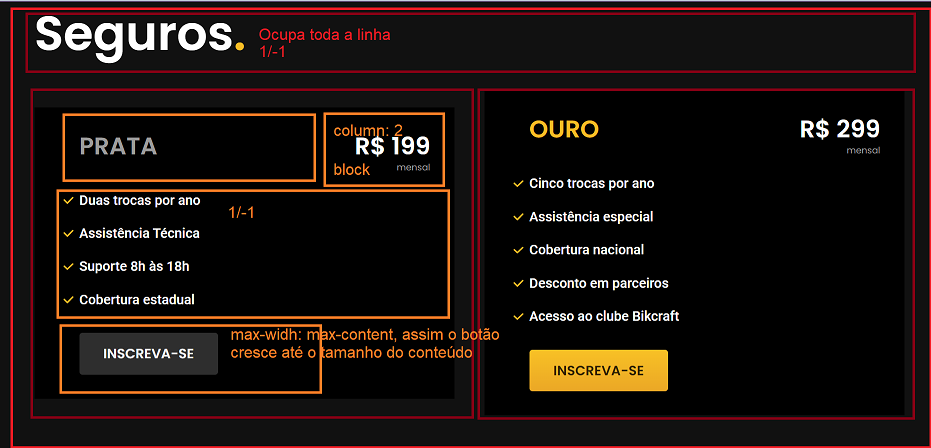 Seguros.
Ocupa toda a linha
1/-1
PRATA
column: 2
R$ 199
block
mensal
Duas trocas por ano
1/-1
Assistência Técnica
Suporte 8h às 18h
Cobertura estadual
max-widh: max-content, assim o botão
cresce até o tamanho do conteúdo
INSCREVA-SE
OURO
R$ 299
mensal
Cinco trocas por ano
Assistência especial
Cobertura nacional
Desconto em parceiros
Acesso ao clube Bikcraft
INSCREVA-SE